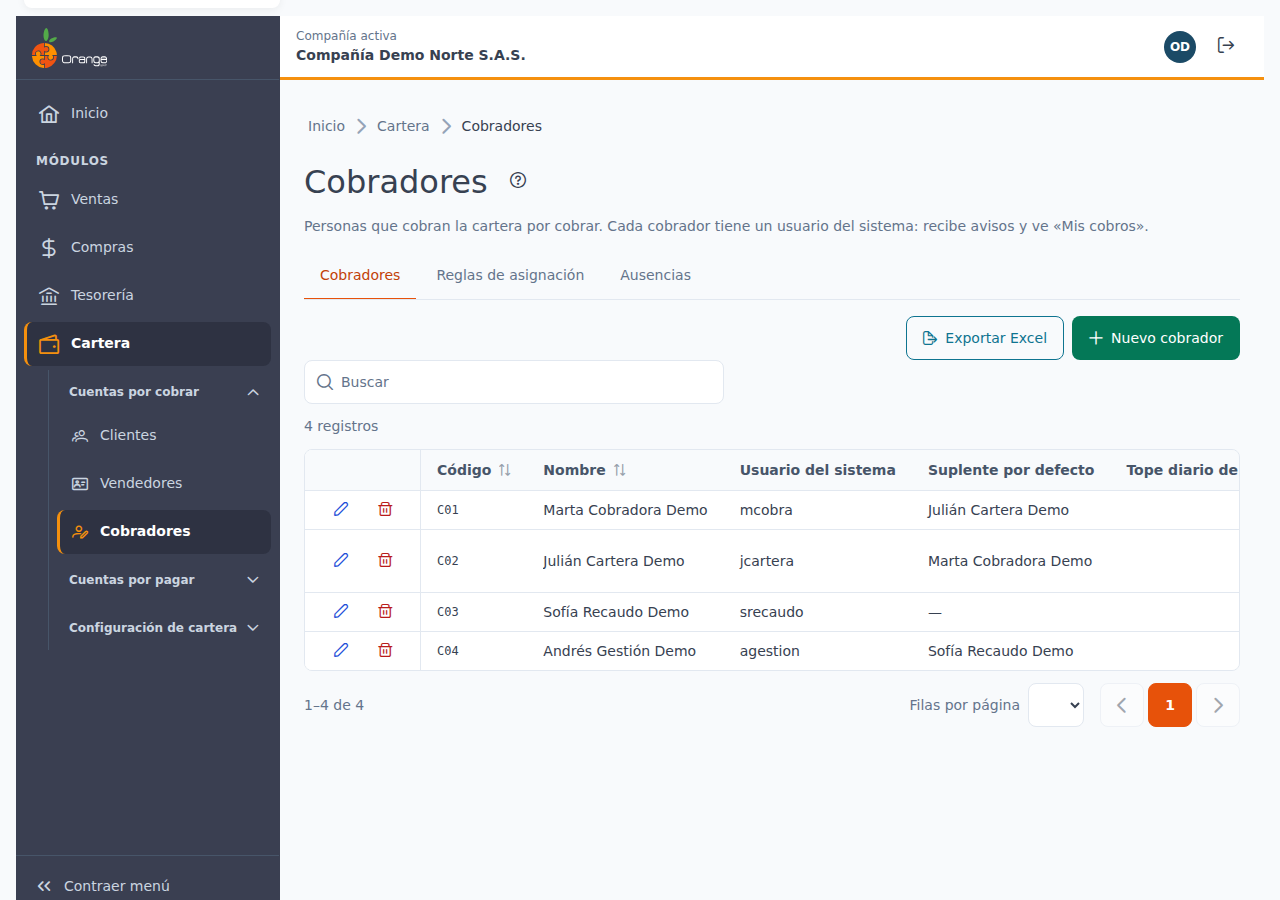 Orange
Compañía activa
Compañía Demo Norte S.A.S.
OD
Inicio
MÓDULOS
Ventas
Compras
Tesorería
Cartera
Cuentas por cobrar
Clientes
Vendedores
Cobradores
Cuentas por pagar
Configuración de cartera
Contraer menú
Inicio Cartera Cobradores
Cobradores
Personas que cobran la cartera por cobrar. Cada cobrador tiene un usuario del sistema: recibe avisos y ve «Mis cobros».
Cobradores Reglas de asignación Ausencias
Exportar Excel Nuevo cobrador
Buscar
4 registros
Código Nombre Usuario del sistema Suplente por defecto Tope diario de
C01 Marta Cobradora Demo mcobra Julián Cartera Demo
C02 Julián Cartera Demo jcartera Marta Cobradora Demo
C03 Sofía Recaudo Demo srecaudo —
C04 Andrés Gestión Demo agestion Sofía Recaudo Demo
1–4 de 4 Filas por página 1